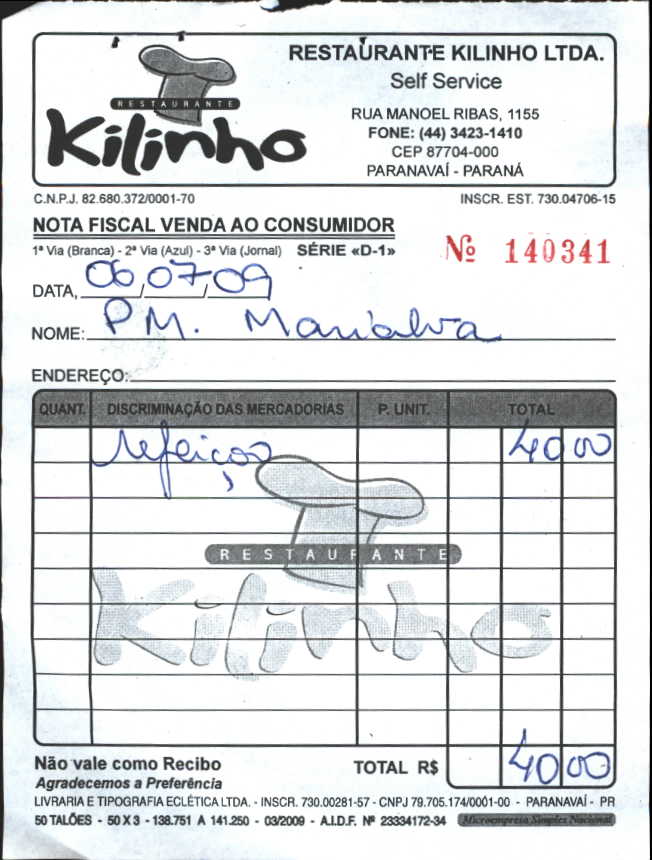 RESTAURANTE KILINHO LTDA.
Self Service
RESTAURANTE
Kilinho
RUA MANOEL RIBAS, 1155
FONE: (44) 3423-1410
CEP 87704-000
PARANAVAÍ - PARANÁ
C.N.P.J. 82.680.372/0001-70 INSCR. EST. 730.04706-15
NOTA FISCAL VENDA AO CONSUMIDOR
1ª Via (Branca) - 2ª Via (Azul) - 3ª Via (Jornal) SÉRIE «D-1» Nº 140341
DATA, 06/07/09
NOME: PM. Marialva
ENDEREÇO:
QUANT. DISCRIMINAÇÃO DAS MERCADORIAS P. UNIT. TOTAL
refeição 40 00
RESTAURANTE
Kilinho
Não vale como Recibo TOTAL R$ 40 00
Agradecemos a Preferência
LIVRARIA E TIPOGRAFIA ECLÉTICA LTDA. - INSCR. 730.00281-57 - CNPJ 79.705.174/0001-00 - PARANAVAÍ - PR
50 TALÕES - 50 X 3 - 138.751 A 141.250 - 03/2009 - A.I.D.F. Nº 23334172-34 Microempresa Simples Nacional